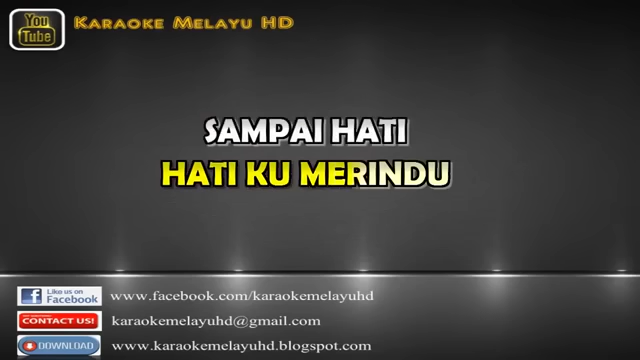 You
Tube
KARAOKE MELAYU HD
SAMPAI HATI
HATI KU MERINDU
Like us on
Facebook
www.facebook.com/karaokemelayuhd
CONTACT US!
karaokemelayuhd@gmail.com
DOWNLOAD
www.karaokemelayuhd.blogspot.com